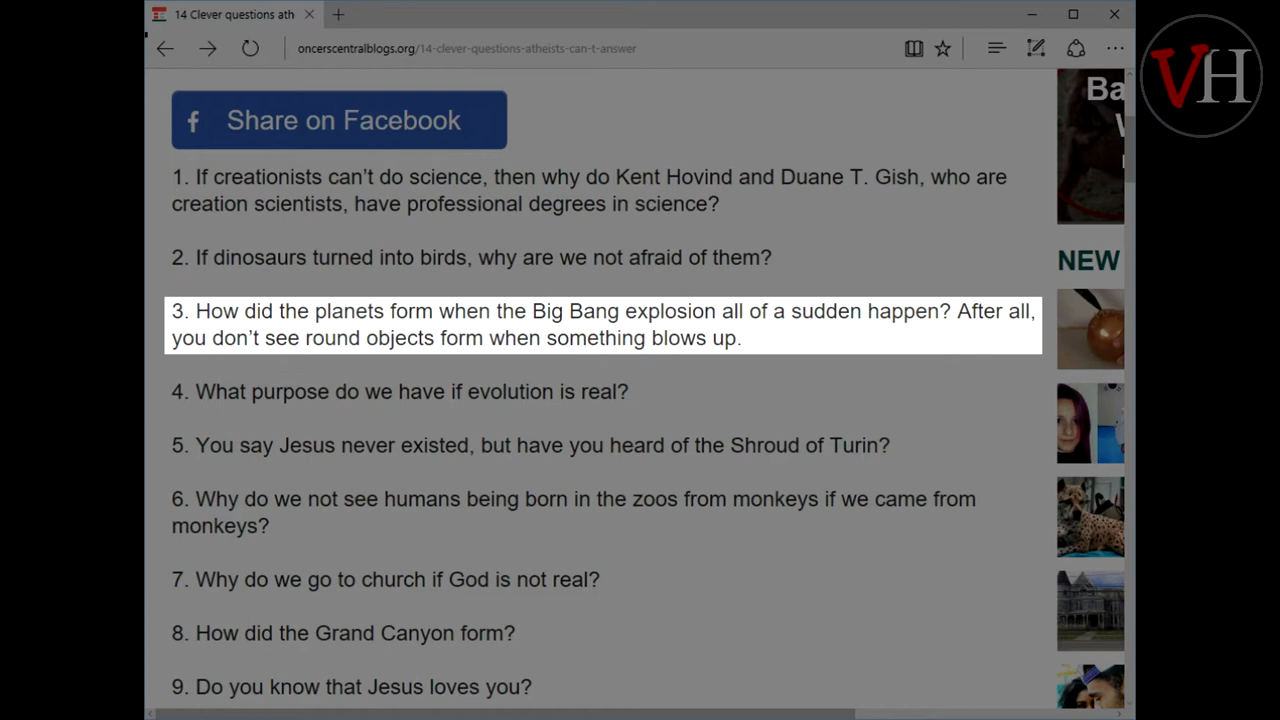 14 Clever questions ath
VH
oncerscentralblogs.org/14-clever-questions-atheists-can-t-answer
Share on Facebook
1. If creationists can’t do science, then why do Kent Hovind and Duane T. Gish, who are
creation scientists, have professional degrees in science?
2. If dinosaurs turned into birds, why are we not afraid of them?
NEW
3. How did the planets form when the Big Bang explosion all of a sudden happen? After all,
you don’t see round objects form when something blows up.
4. What purpose do we have if evolution is real?
5. You say Jesus never existed, but have you heard of the Shroud of Turin?
6. Why do we not see humans being born in the zoos from monkeys if we came from
monkeys?
7. Why do we go to church if God is not real?
8. How did the Grand Canyon form?
9. Do you know that Jesus loves you?